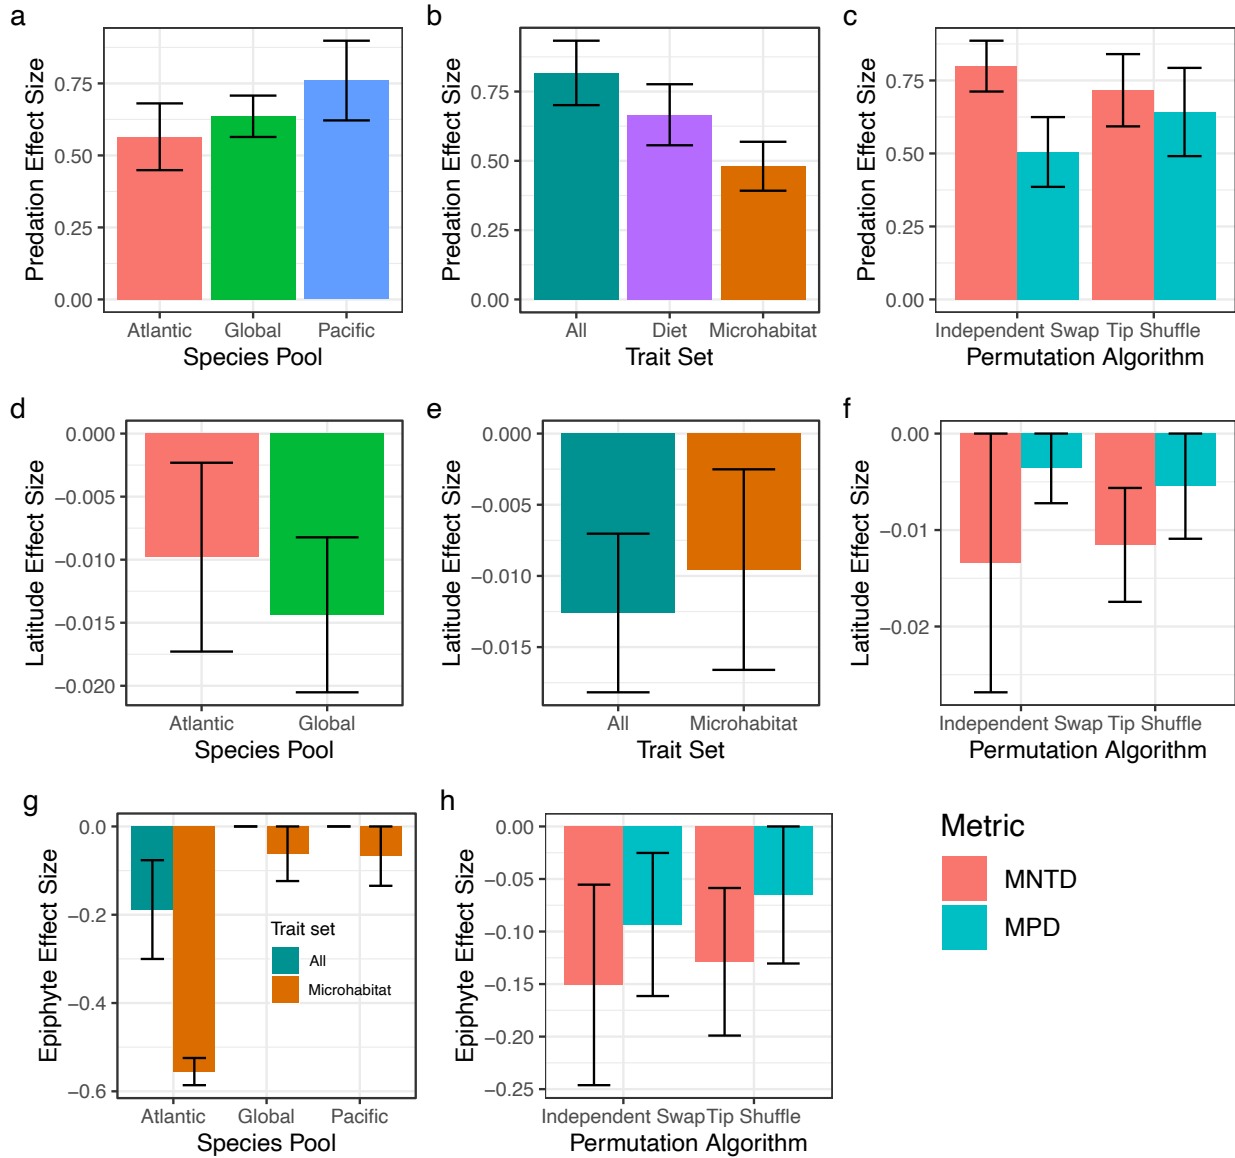 a
Predation Effect Size
0.75
0.50
0.25
0.00
Atlantic Global Pacific
Species Pool
b
Predation Effect Size
0.75
0.50
0.25
0.00
All Diet Microhabitat
Trait Set
c
Predation Effect Size
0.75
0.50
0.25
0.00
Independent Swap Tip Shuffle
Permutation Algorithm
d
Latitude Effect Size
0.000
−0.005
−0.010
−0.015
−0.020
Atlantic Global
Species Pool
e
Latitude Effect Size
0.000
−0.005
−0.010
−0.015
All Microhabitat
Trait Set
f
Latitude Effect Size
0.00
−0.01
−0.02
Independent Swap Tip Shuffle
Permutation Algorithm
g
Epiphyte Effect Size
0.0
−0.2
−0.4
−0.6
Trait set
All
Microhabitat
Atlantic Global Pacific
Species Pool
h
Epiphyte Effect Size
0.00
−0.05
−0.10
−0.15
−0.20
−0.25
Independent Swap Tip Shuffle
Permutation Algorithm
Metric
MNTD
MPD